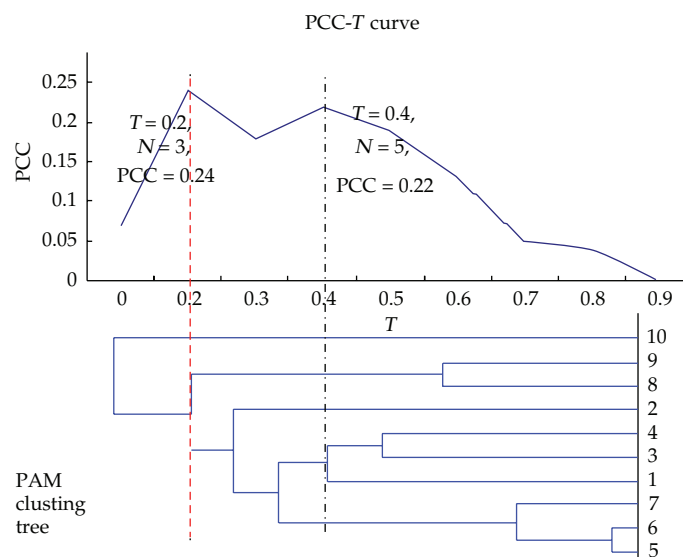 PCC-T curve
PCC
0.25
0.2
0.15
0.1
0.05
0
T = 0.2,
N = 3,
PCC = 0.24
T = 0.4,
N = 5,
PCC = 0.22
0 0.2 0.3 0.4 0.5 0.6 0.7 0.8 0.9
T
10
9
8
2
4
3
1
7
6
5
PAM
clusting
tree